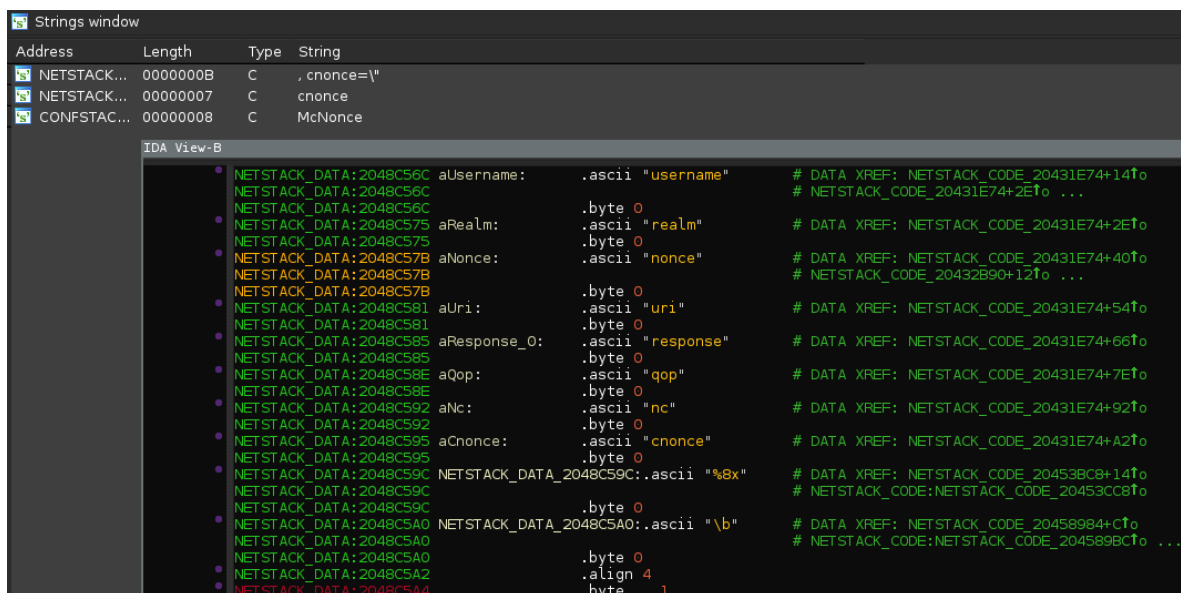 Strings window
Address Length Type String
NETSTACK... 0000000B C , cnonce=\"
NETSTACK... 00000007 C cnonce
CONFSTAC... 00000008 C McNonce
IDA View-B
NETSTACK_DATA:2048C56C aUsername: .ascii "username" # DATA XREF: NETSTACK_CODE_20431E74+14↑o
NETSTACK_DATA:2048C56C # NETSTACK_CODE_20431E74+2E↑o ...
NETSTACK_DATA:2048C56C .byte 0
NETSTACK_DATA:2048C575 aRealm: .ascii "realm" # DATA XREF: NETSTACK_CODE_20431E74+2E↑o
NETSTACK_DATA:2048C575 .byte 0
NETSTACK_DATA:2048C57B aNonce: .ascii "nonce" # DATA XREF: NETSTACK_CODE_20431E74+40↑o
NETSTACK_DATA:2048C57B # NETSTACK_CODE_20432B90+12↑o ...
NETSTACK_DATA:2048C57B .byte 0
NETSTACK_DATA:2048C581 aUri: .ascii "uri" # DATA XREF: NETSTACK_CODE_20431E74+54↑o
NETSTACK_DATA:2048C581 .byte 0
NETSTACK_DATA:2048C585 aResponse_0: .ascii "response" # DATA XREF: NETSTACK_CODE_20431E74+66↑o
NETSTACK_DATA:2048C585 .byte 0
NETSTACK_DATA:2048C58E aQop: .ascii "qop" # DATA XREF: NETSTACK_CODE_20431E74+7E↑o
NETSTACK_DATA:2048C58E .byte 0
NETSTACK_DATA:2048C592 aNc: .ascii "nc" # DATA XREF: NETSTACK_CODE_20431E74+92↑o
NETSTACK_DATA:2048C592 .byte 0
NETSTACK_DATA:2048C595 aCnonce: .ascii "cnonce" # DATA XREF: NETSTACK_CODE_20431E74+A2↑o
NETSTACK_DATA:2048C595 .byte 0
NETSTACK_DATA:2048C59C NETSTACK_DATA_2048C59C:.ascii "%8x" # DATA XREF: NETSTACK_CODE_20453BC8+14↑o
NETSTACK_DATA:2048C59C # NETSTACK_CODE:NETSTACK_CODE_20453CC8↑o
NETSTACK_DATA:2048C59C .byte 0
NETSTACK_DATA:2048C5A0 NETSTACK_DATA_2048C5A0:.ascii "\b" # DATA XREF: NETSTACK_CODE_20458984+C↑o
NETSTACK_DATA:2048C5A0 # NETSTACK_CODE:NETSTACK_CODE_204589BC↑o ...
NETSTACK_DATA:2048C5A0 .byte 0
NETSTACK_DATA:2048C5A2 .align 4
NETSTACK_DATA:2048C5A4 .byte 1